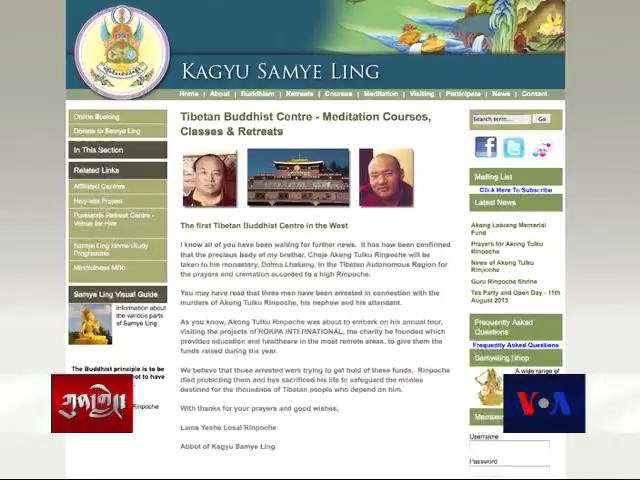 KAGYU SAMYE LING
Home | About | Buddhism | Retreats | Courses | Meditation | Visiting | Participate | News | Contact
Online Booking
Donate to Samye Ling
In This Section
Related Links
Affiliated Centres
Holy Isle Project
Purelands Retreat Centre -
Venue for Hire
Samye Ling Home Study
Programme
Mindfulness MSc
Samye Ling Visual Guide
Information about
the various parts
of Samye Ling
The Buddhist principle is to be
not to have
Rinpoche
Tibetan Buddhist Centre - Meditation Courses,
Classes & Retreats
The first Tibetan Buddhist Centre in the West
I know all of you have been waiting for further news. It has now been confirmed
that the precious body of my brother, Choje Akong Tulku Rinpoche will be
taken to his monastery, Dolma Lhakang, in the Tibetan Autonomous Region for
the prayers and cremation accorded to a high Rinpoche.
You may have read that three men have been arrested in connection with the
murders of Akong Tulku Rinpoche, his nephew and his attendant.
As you know, Akong Tulku Rinpoche was about to embark on his annual tour,
visiting the projects of ROKPA INTERNATIONAL, the charity he founded which
provides education and healthcare in the most remote areas, to give them the
funds raised during the year.
We believe that those arrested were trying to get hold of these funds. Rinpoche
died protecting them and has sacrificed his life to safeguard the monies
destined for the thousands of Tibetan people who depend on him.
With thanks for your prayers and good wishes,
Lama Yeshe Losal Rinpoche
Abbot of Kagyu Samye Ling
Search term... Go
Mailing List
Click Here To Subscribe
Latest News
Akong Labrang Memorial
Fund
Prayers for Akong Tulku
Rinpoche
News of Akong Tulku
Rinpoche
Guru Rinpoche Shrine
Tea Party and Open Day - 11th
August 2013
Frequently Asked
Questions
Frequently Asked Questions
Samyeling Shop
A wide range of
Members
Username
Password
VOA